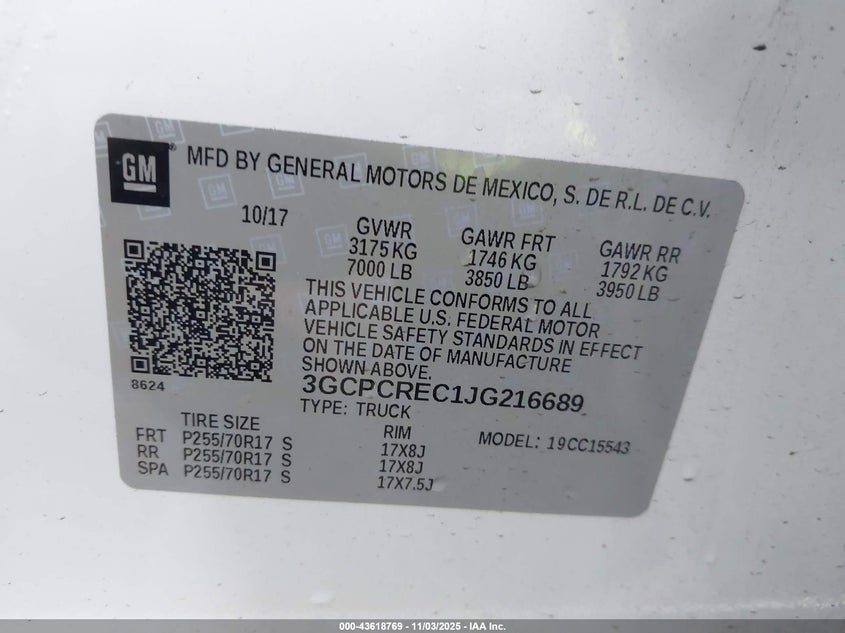 GM
MFD BY GENERAL MOTORS DE MEXICO, S. DE R.L. DE C.V.
10/17
GVWR
3175 KG
7000 LB
GAWR FRT
1746 KG
3850 LB
GAWR RR
1792 KG
3950 LB
THIS VEHICLE CONFORMS TO ALL
APPLICABLE U.S. FEDERAL MOTOR
VEHICLE SAFETY STANDARDS IN EFFECT
ON THE DATE OF MANUFACTURE
SHOWN ABOVE.
8624
3GCPCREC1JG216689
TYPE: TRUCK
TIRE SIZE
RIM
MODEL: 19CC15543
FRT P255/70R17 S 17X8J
RR P255/70R17 S 17X8J
SPA P255/70R17 S 17X7.5J
000-43618769 - 11/03/2025 - IAA Inc.